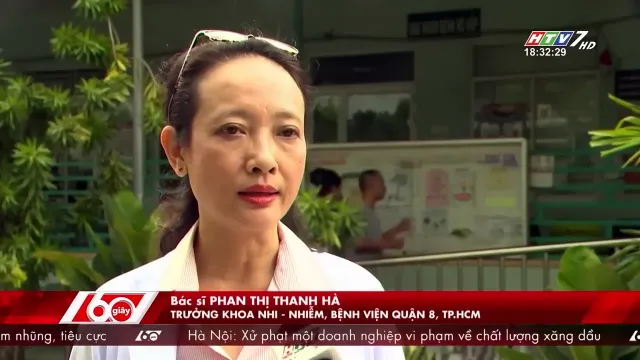 HTV7 HD
18:32:29
Bác sĩ PHAN THỊ THANH HÀ
TRƯỞNG KHOA NHI - NHIỄM, BỆNH VIỆN QUẬN 8, TP.HCM
60 giây
m nhũng, tiêu cực
60 giây
Hà Nội: Xử phạt một doanh nghiệp vi phạm về chất lượng xăng dầu